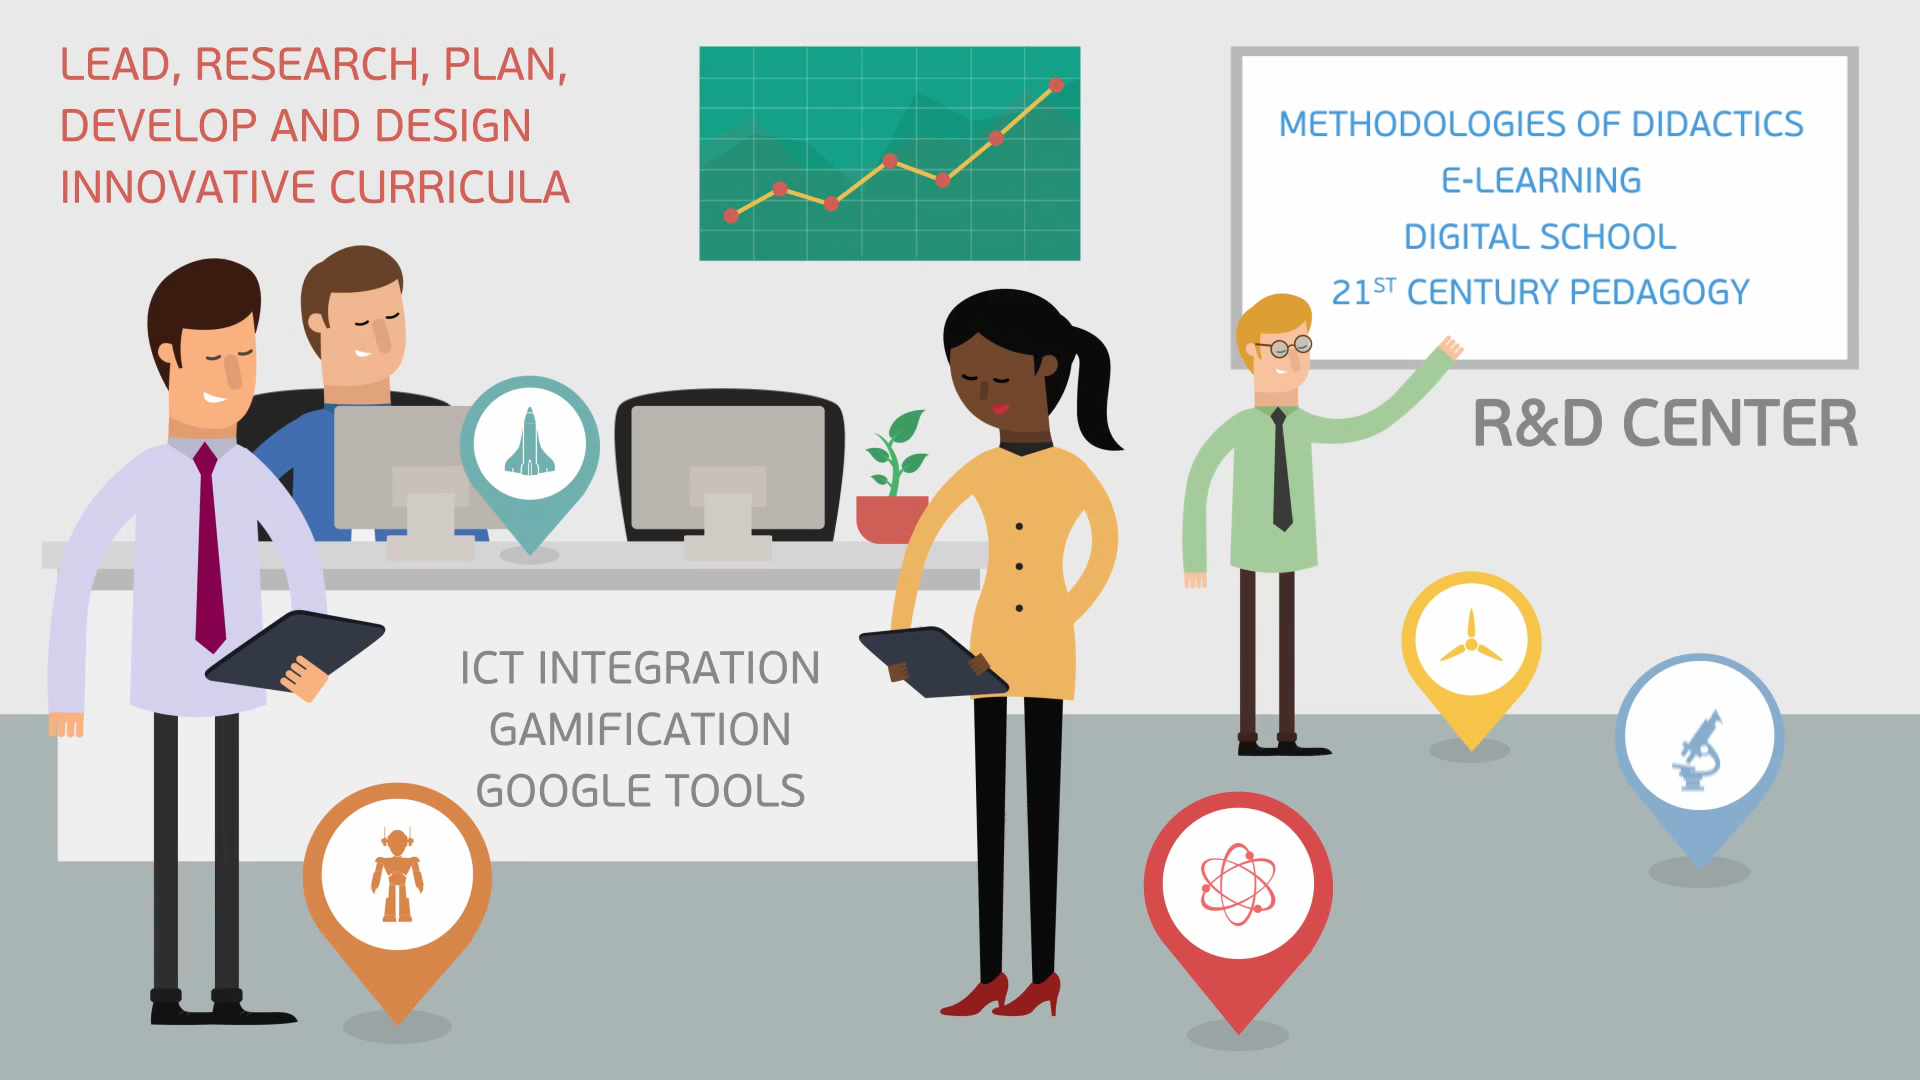 LEAD, RESEARCH, PLAN,
DEVELOP AND DESIGN
INNOVATIVE CURRICULA
METHODOLOGIES OF DIDACTICS
E-LEARNING
DIGITAL SCHOOL
21ST CENTURY PEDAGOGY
R&D CENTER
ICT INTEGRATION
GAMIFICATION
GOOGLE TOOLS